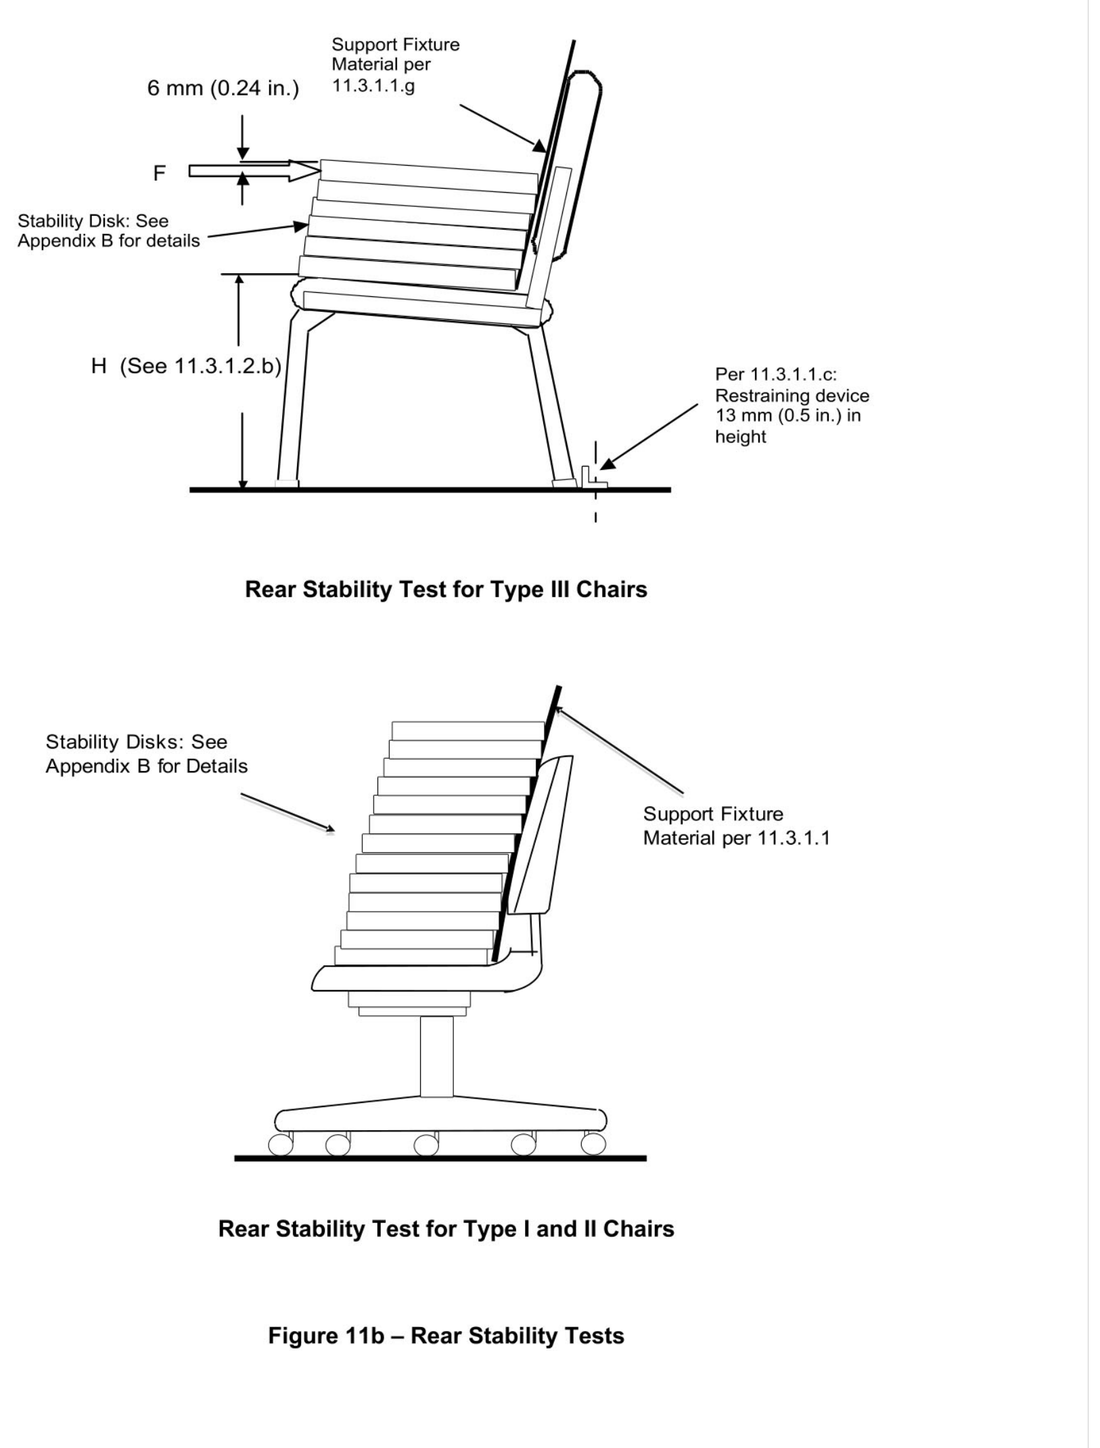 Support Fixture
Material per
11.3.1.1.g
6 mm (0.24 in.)
F
Stability Disk: See
Appendix B for details
H (See 11.3.1.2.b)
Per 11.3.1.1.c:
Restraining device
13 mm (0.5 in.) in
height
Rear Stability Test for Type III Chairs
Stability Disks: See
Appendix B for Details
Support Fixture
Material per 11.3.1.1
Rear Stability Test for Type I and II Chairs
Figure 11b – Rear Stability Tests